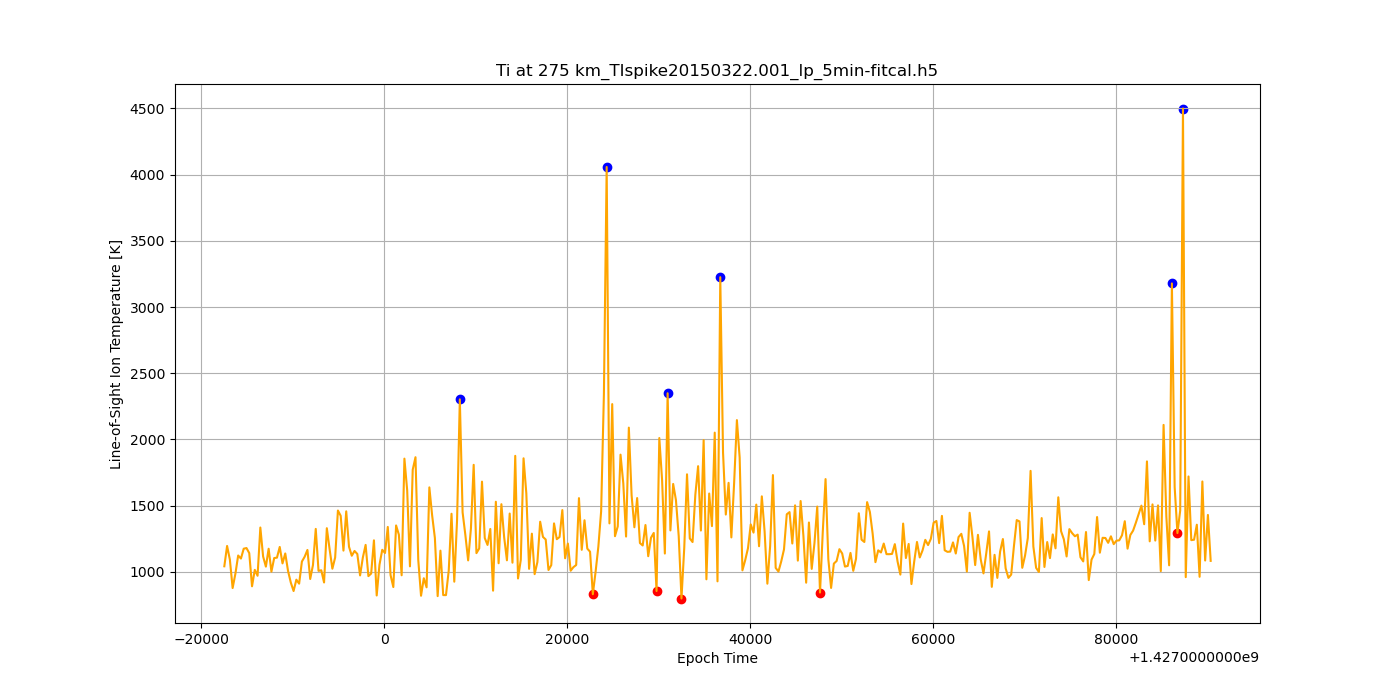 Ti at 275 km_TIspike20150322.001_lp_5min-fitcal.h5
Line-of-Sight Ion Temperature [K]
4500
4000
3500
3000
2500
2000
1500
1000
−20000 0 20000 40000 60000 80000
Epoch Time
+1.4270000000e9